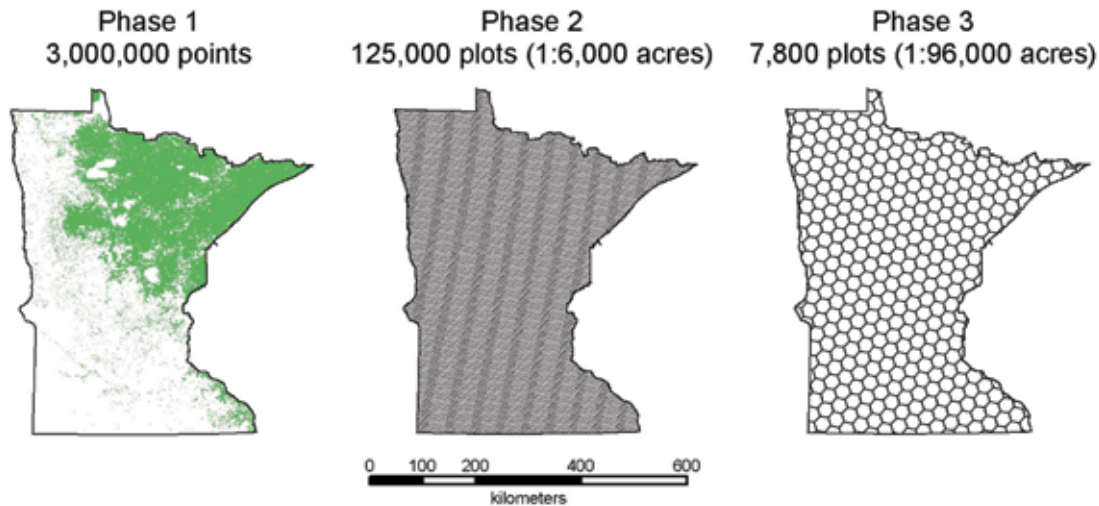 Phase 1
3,000,000 points
Phase 2
125,000 plots (1:6,000 acres)
Phase 3
7,800 plots (1:96,000 acres)
0 100 200 400 600
kilometers